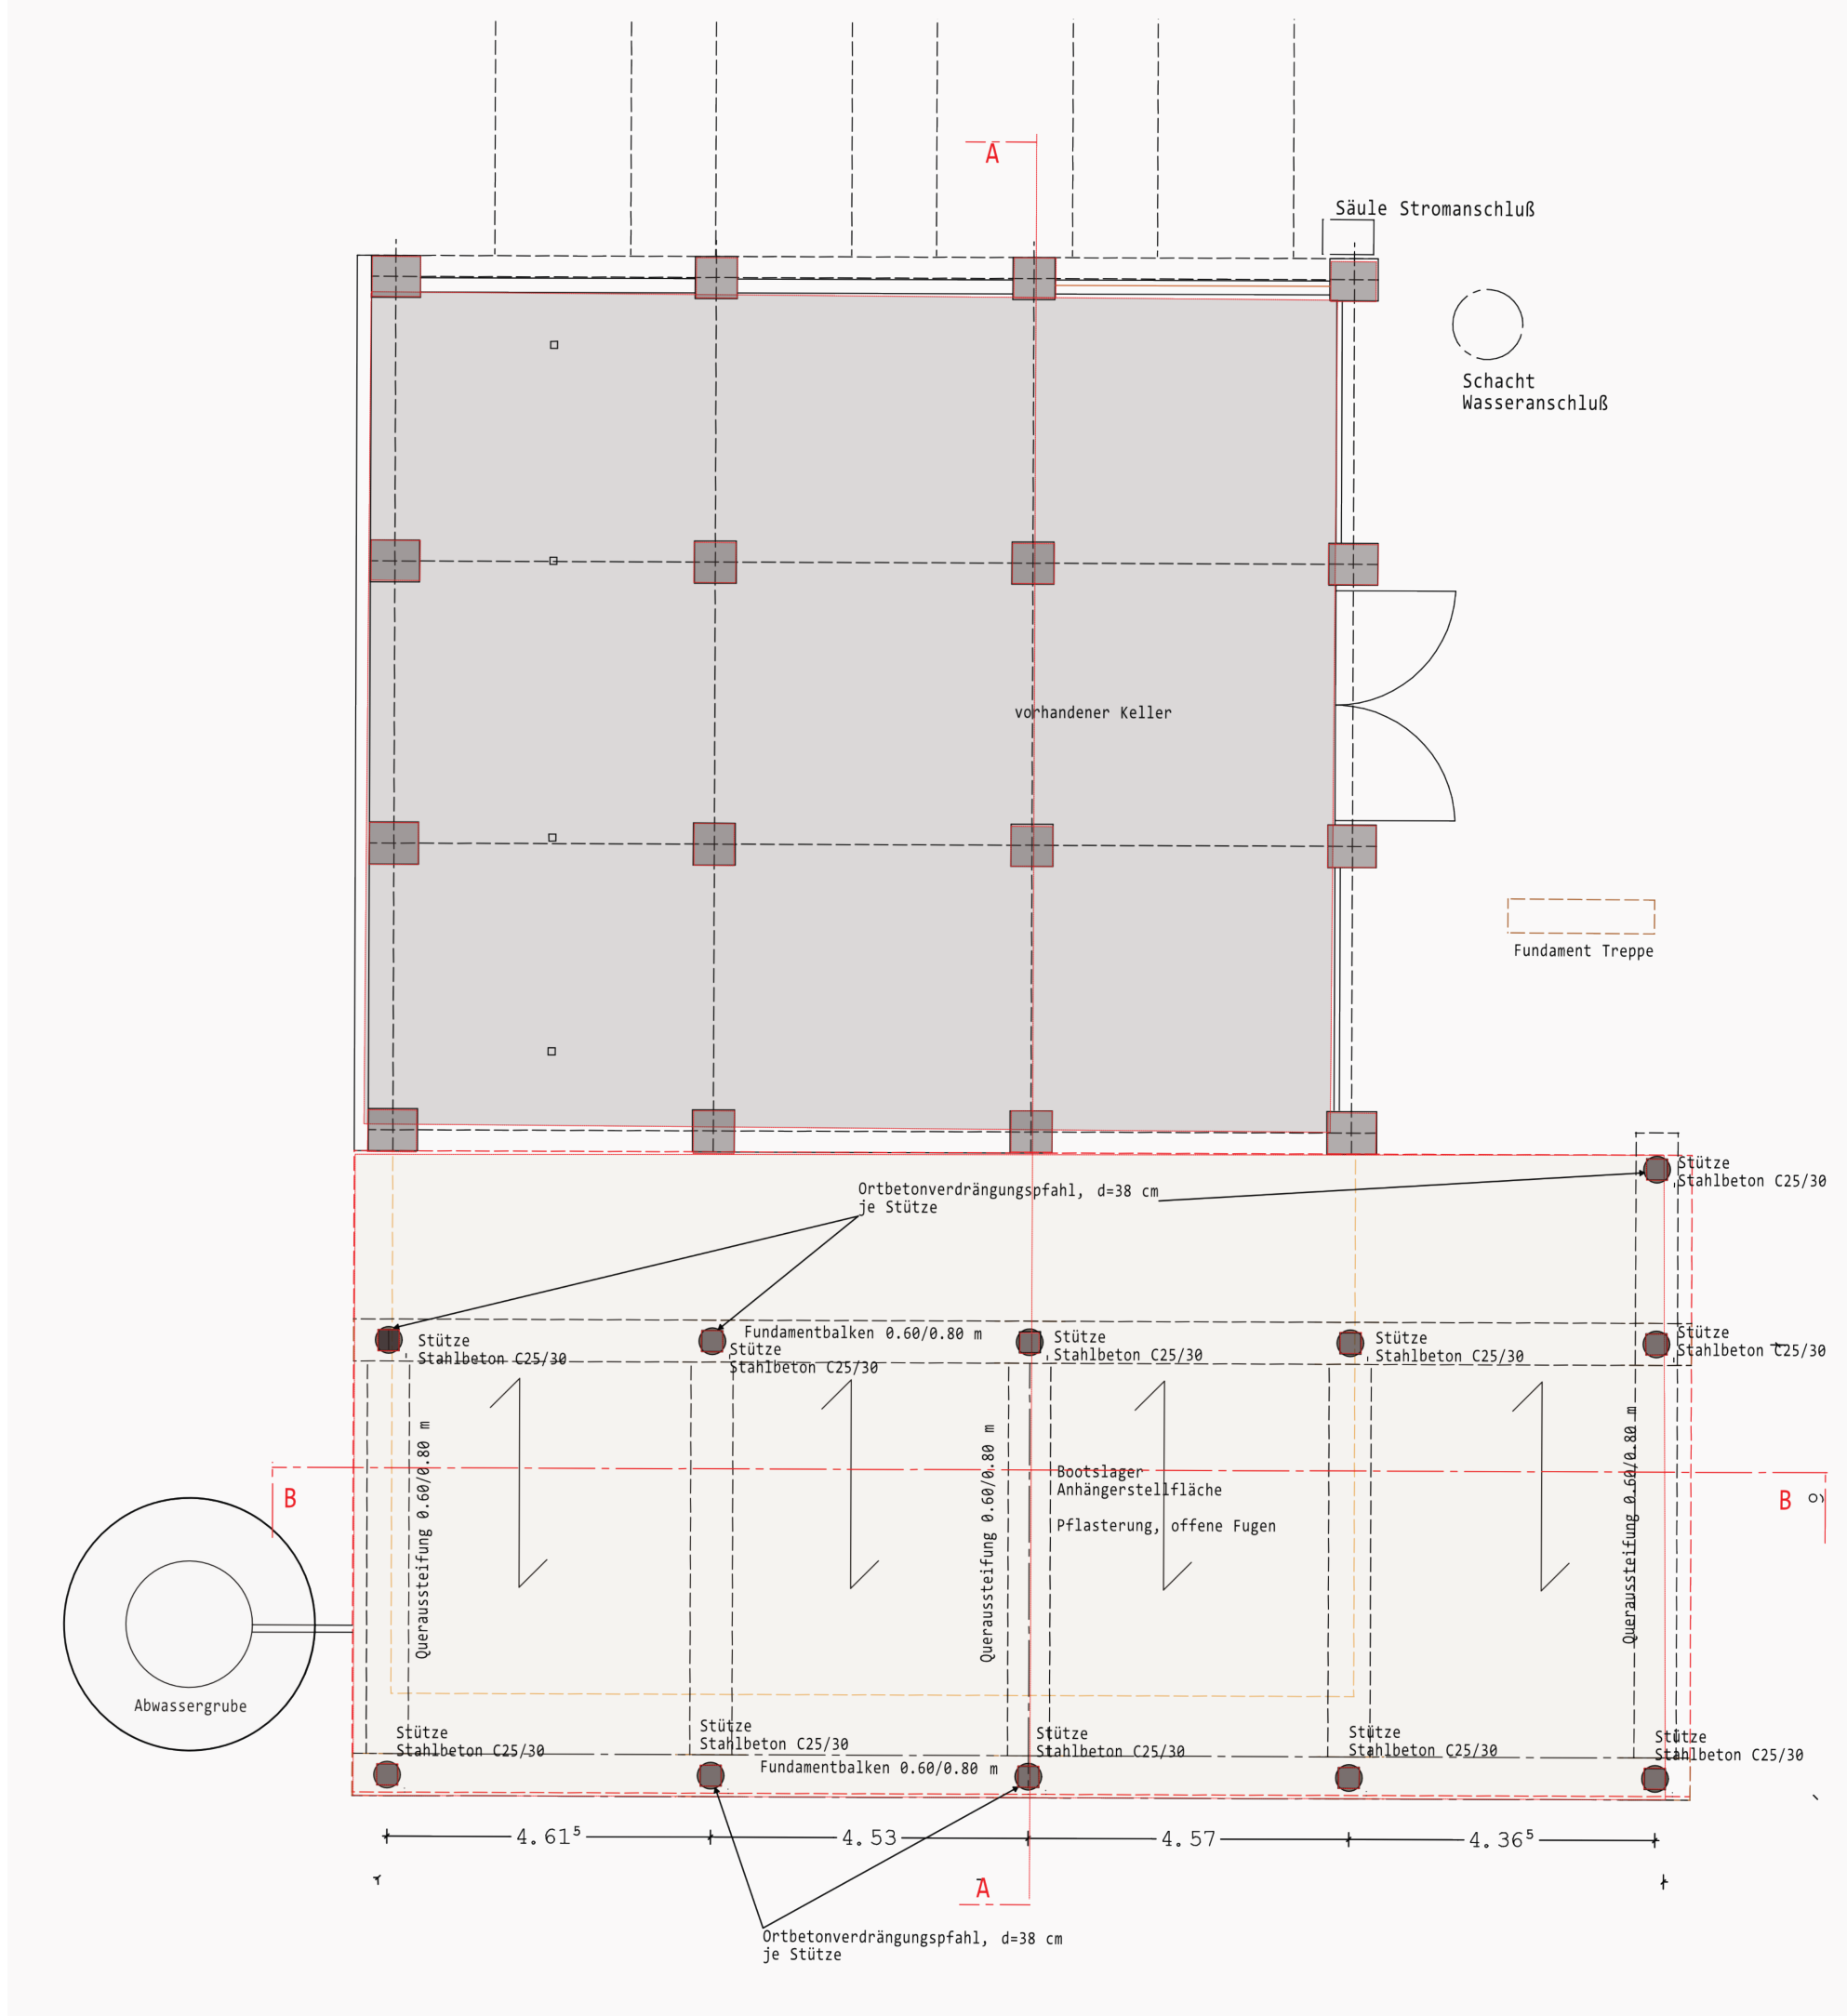 A
Säule Stromanschluß
Schacht
Wasseranschluß
vorhandener Keller
Fundament Treppe
Stütze
Stahlbeton C25/30
Ortbetonverdrängungspfahl, d=38 cm
je Stütze
Fundamentbalken 0.60/0.80 m
Stütze
Stahlbeton C25/30
Stütze
Stahlbeton C25/30
Stütze
Stahlbeton C25/30
Stütze
Stahlbeton C25/30
Stütze
Stahlbeton C25/30
Queraussteifung 0.60/0.80 m
Queraussteifung 0.60/0.80 m
Queraussteifung 0.60/0.80 m
B
Bootslager
Anhängerstellfläche
Pflasterung, offene Fugen
B
Abwassergrube
Stütze
Stahlbeton C25/30
Stütze
Stahlbeton C25/30
Stütze
Stahlbeton C25/30
Stütze
Stahlbeton C25/30
Stütze
Stahlbeton C25/30
Fundamentbalken 0.60/0.80 m
4.61⁵ 4.53 4.57 4.36⁵
A
Ortbetonverdrängungspfahl, d=38 cm
je Stütze